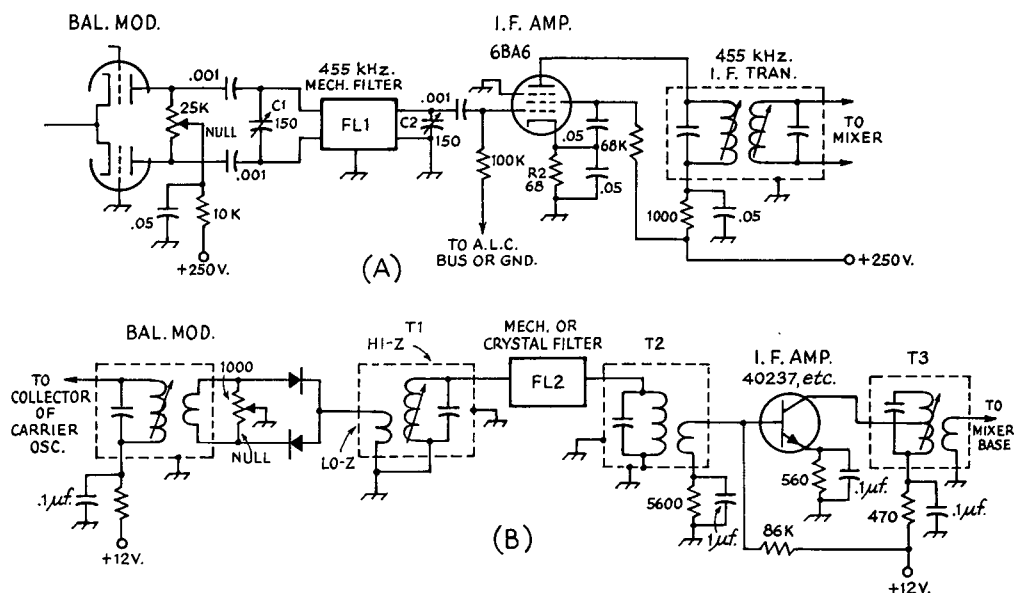 BAL. MOD.
I.F. AMP.
6BA6
455 kHz.
MECH. FILTER
455 kHz.
I.F. TRAN.
.001
25K
NULL
C1
150
FL1
.001
C2
150
.001
.05
10K
+250V.
100K
TO A.L.C.
BUS OR GND.
.05
68K
R2
68
.05
1000
.05
TO
MIXER
+250V.
(A)
BAL. MOD.
TO
COLLECTOR
OF
CARRIER
OSC.
1000
NULL
.1μf.
+12V.
T1
HI-Z
LO-Z
MECH. OR
CRYSTAL FILTER
FL2
T2
5600
.1μf.
I.F. AMP.
40237, etc.
560
.1μf.
86K
T3
TO
MIXER
BASE
470
.1μf.
+12V.
(B)